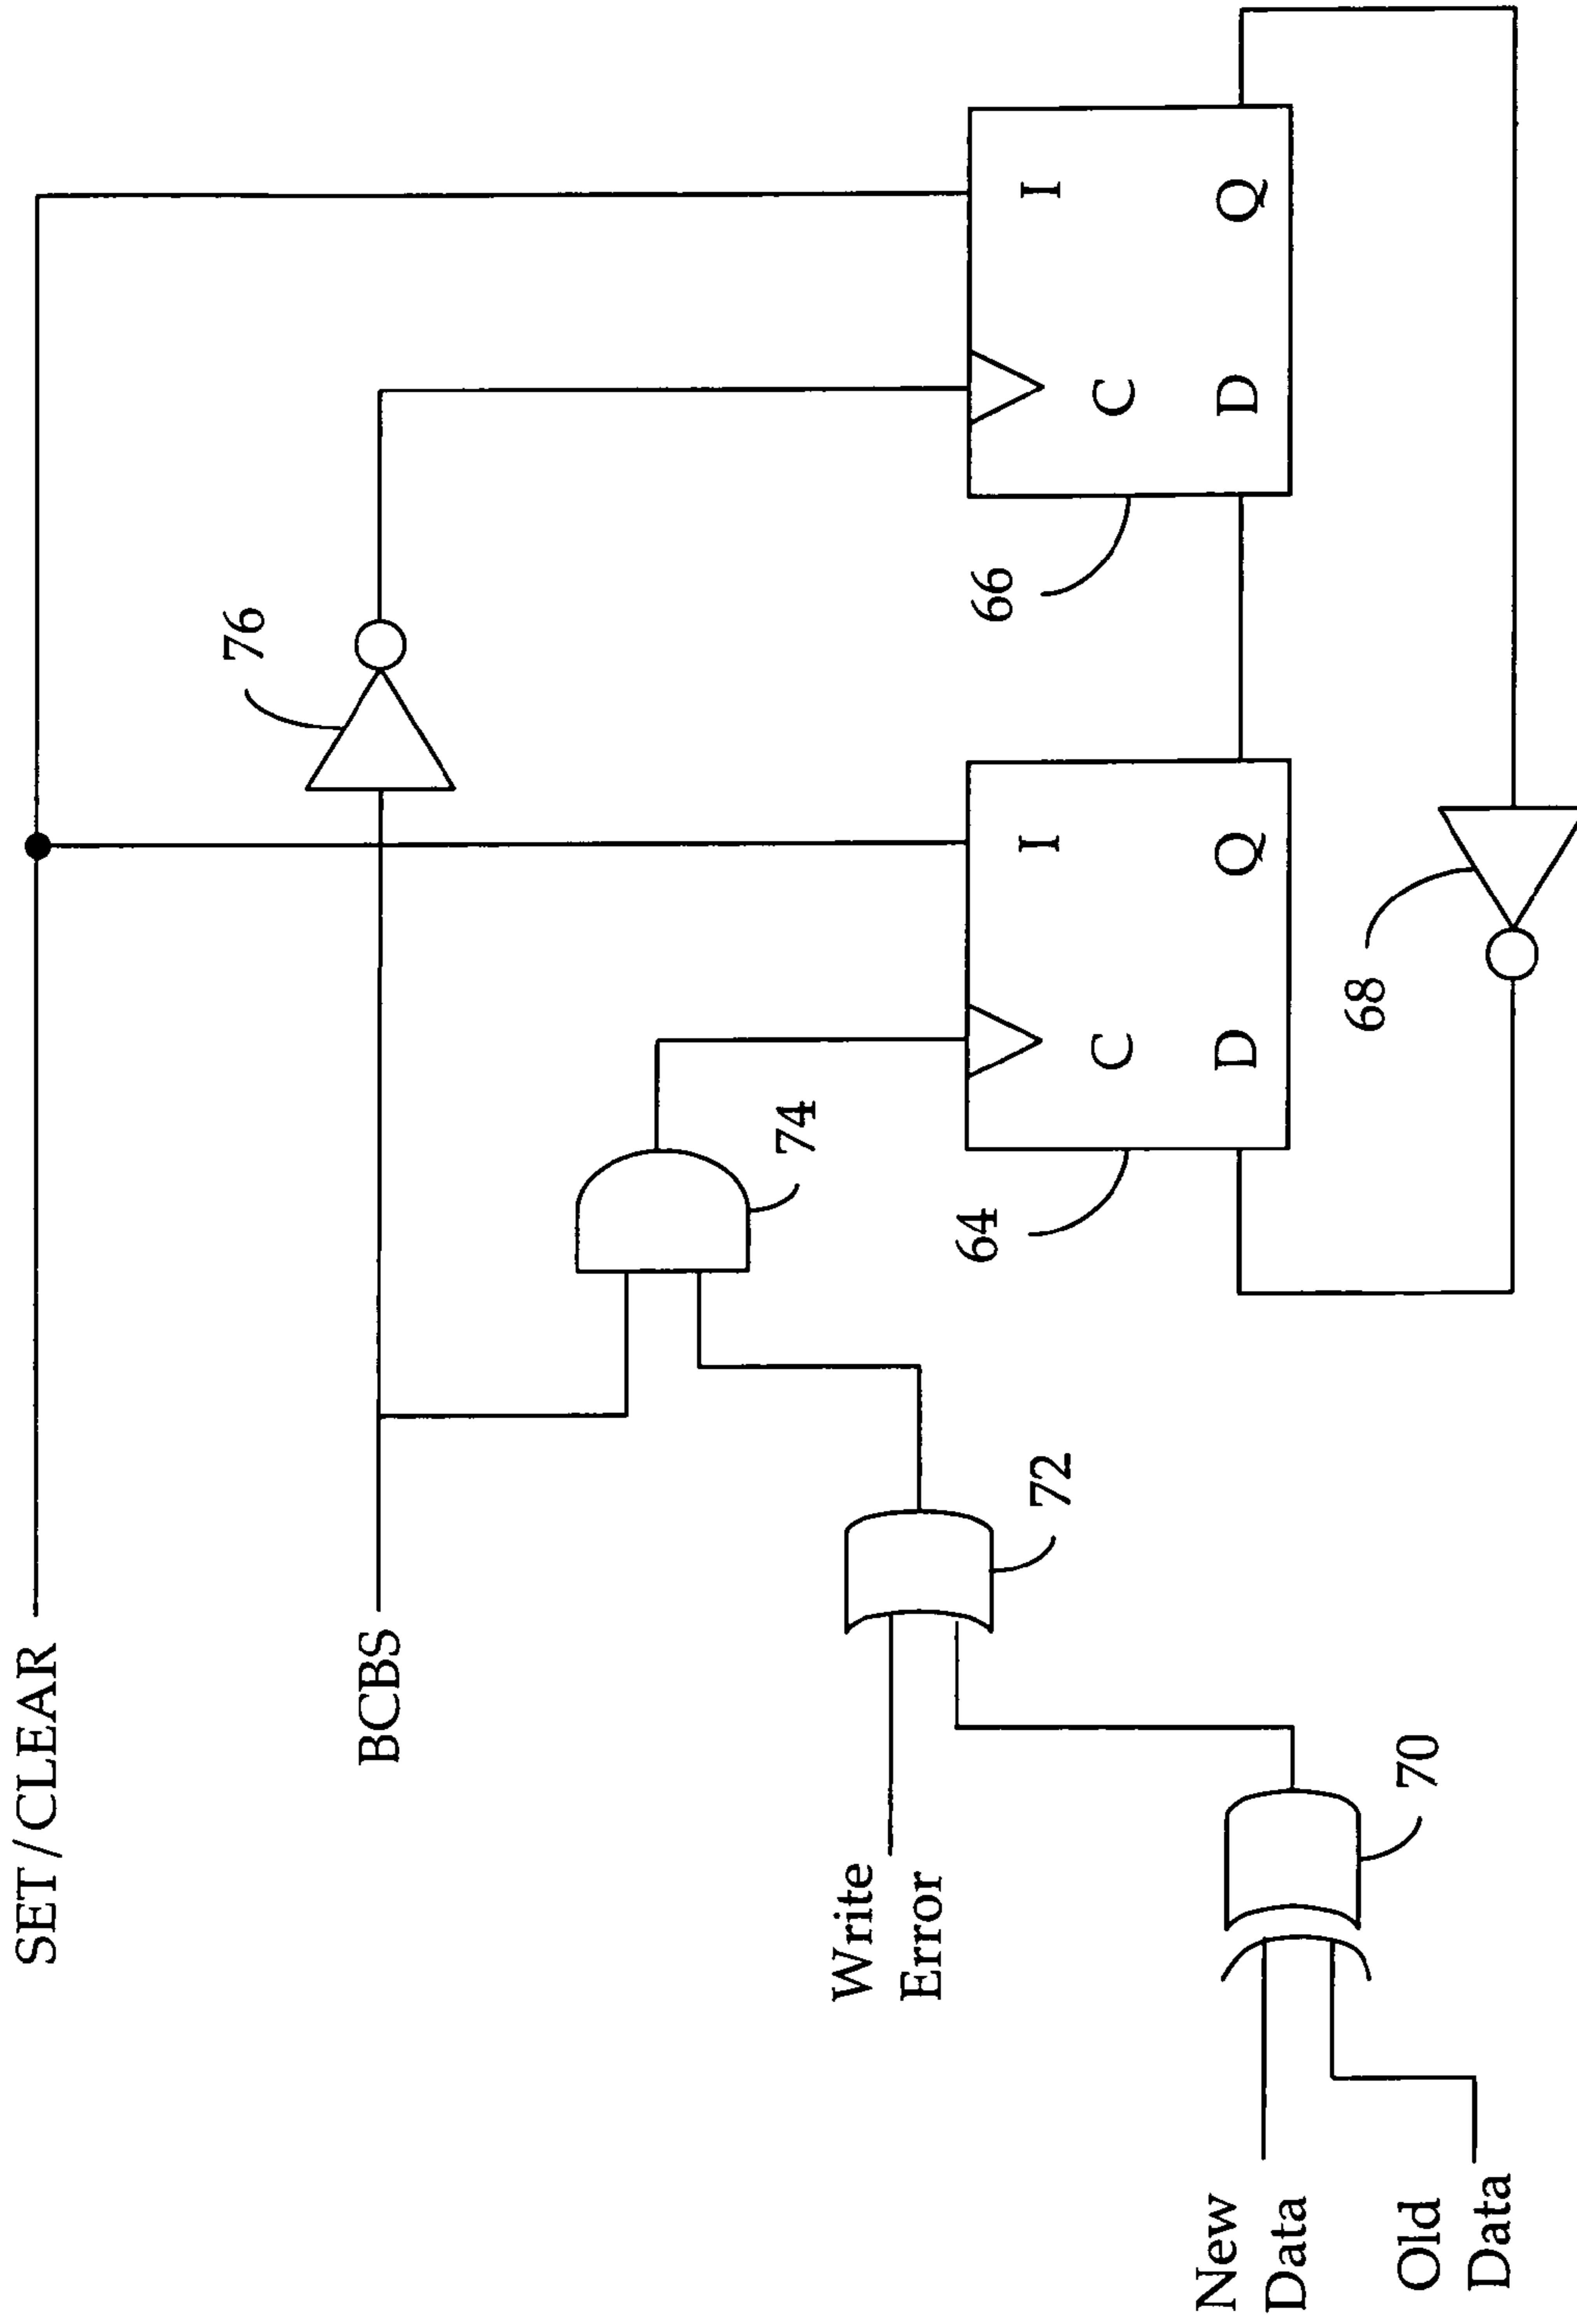 SET/CLEAR
BCBS
76
74
Write
Error
72
New
Data
Old
Data
70
64
C
I
D
Q
66
C
I
D
Q
68